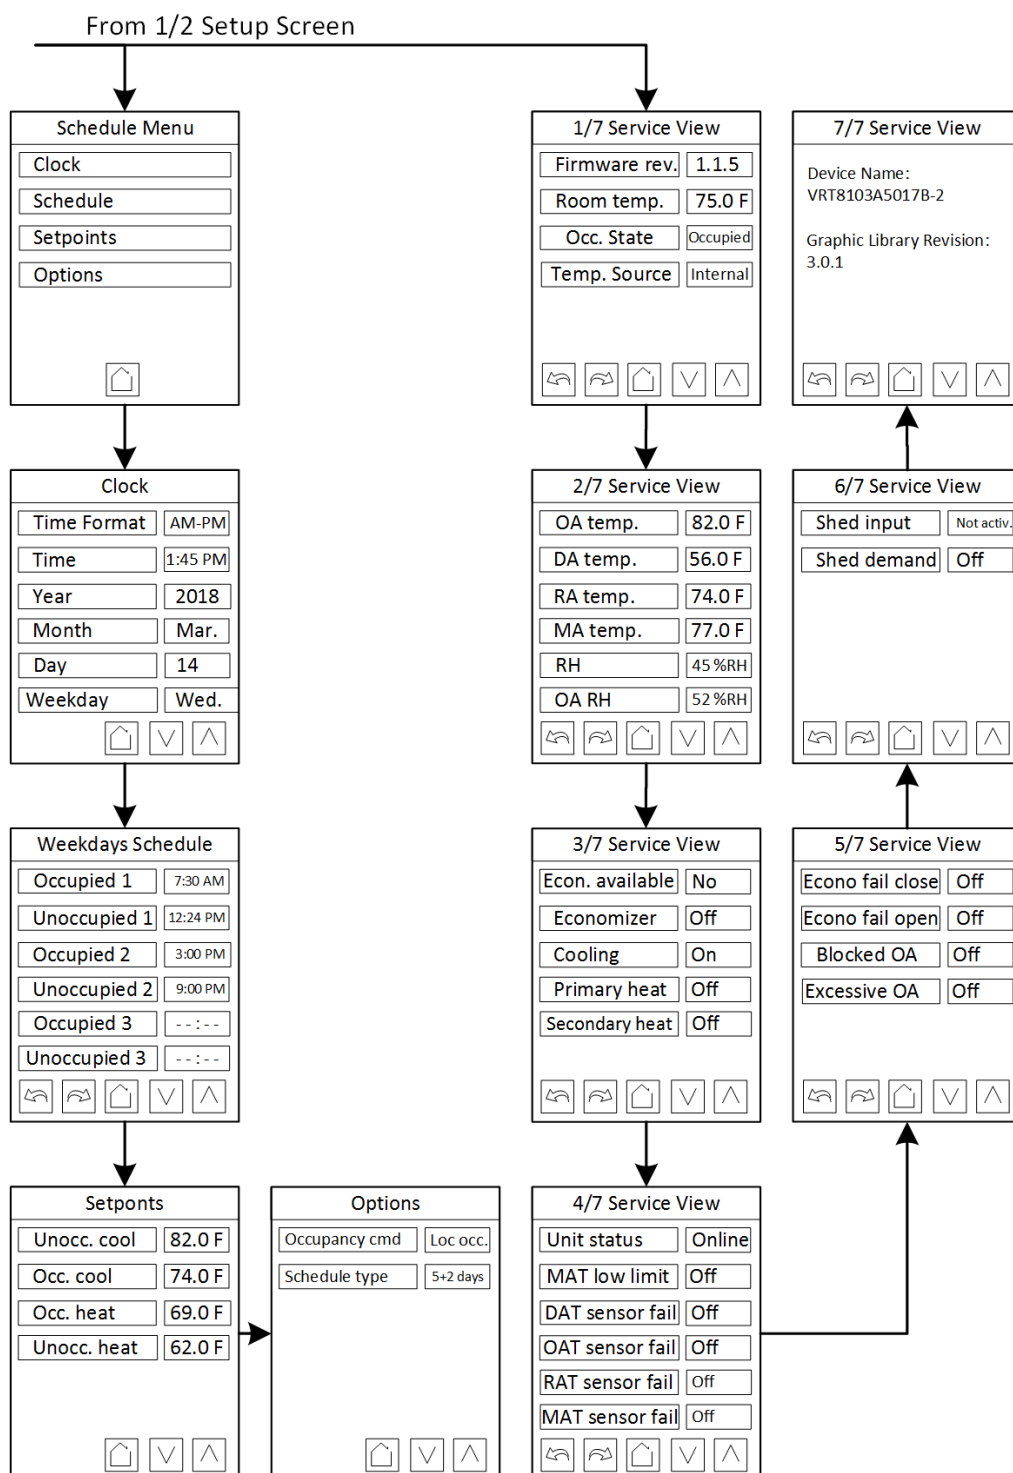 From 1/2 Setup Screen
Schedule Menu
Clock
Schedule
Setpoints
Options
Clock
Time Format AM-PM
Time 1:45 PM
Year 2018
Month Mar.
Day 14
Weekday Wed.
Weekdays Schedule
Occupied 1 7:30 AM
Unoccupied 1 12:24 PM
Occupied 2 3:00 PM
Unoccupied 2 9:00 PM
Occupied 3 --:--
Unoccupied 3 --:--
Setponts
Unocc. cool 82.0 F
Occ. cool 74.0 F
Occ. heat 69.0 F
Unocc. heat 62.0 F
Options
Occupancy cmd Loc occ.
Schedule type 5+2 days
1/7 Service View
Firmware rev. 1.1.5
Room temp. 75.0 F
Occ. State Occupied
Temp. Source Internal
2/7 Service View
OA temp. 82.0 F
DA temp. 56.0 F
RA temp. 74.0 F
MA temp. 77.0 F
RH 45 %RH
OA RH 52 %RH
3/7 Service View
Econ. available No
Economizer Off
Cooling On
Primary heat Off
Secondary heat Off
4/7 Service View
Unit status Online
MAT low limit Off
DAT sensor fail Off
OAT sensor fail Off
RAT sensor fail Off
MAT sensor fail Off
5/7 Service View
Econo fail close Off
Econo fail open Off
Blocked OA Off
Excessive OA Off
6/7 Service View
Shed input Not activ.
Shed demand Off
7/7 Service View
Device Name:
VRT8103A5017B-2
Graphic Library Revision:
3.0.1